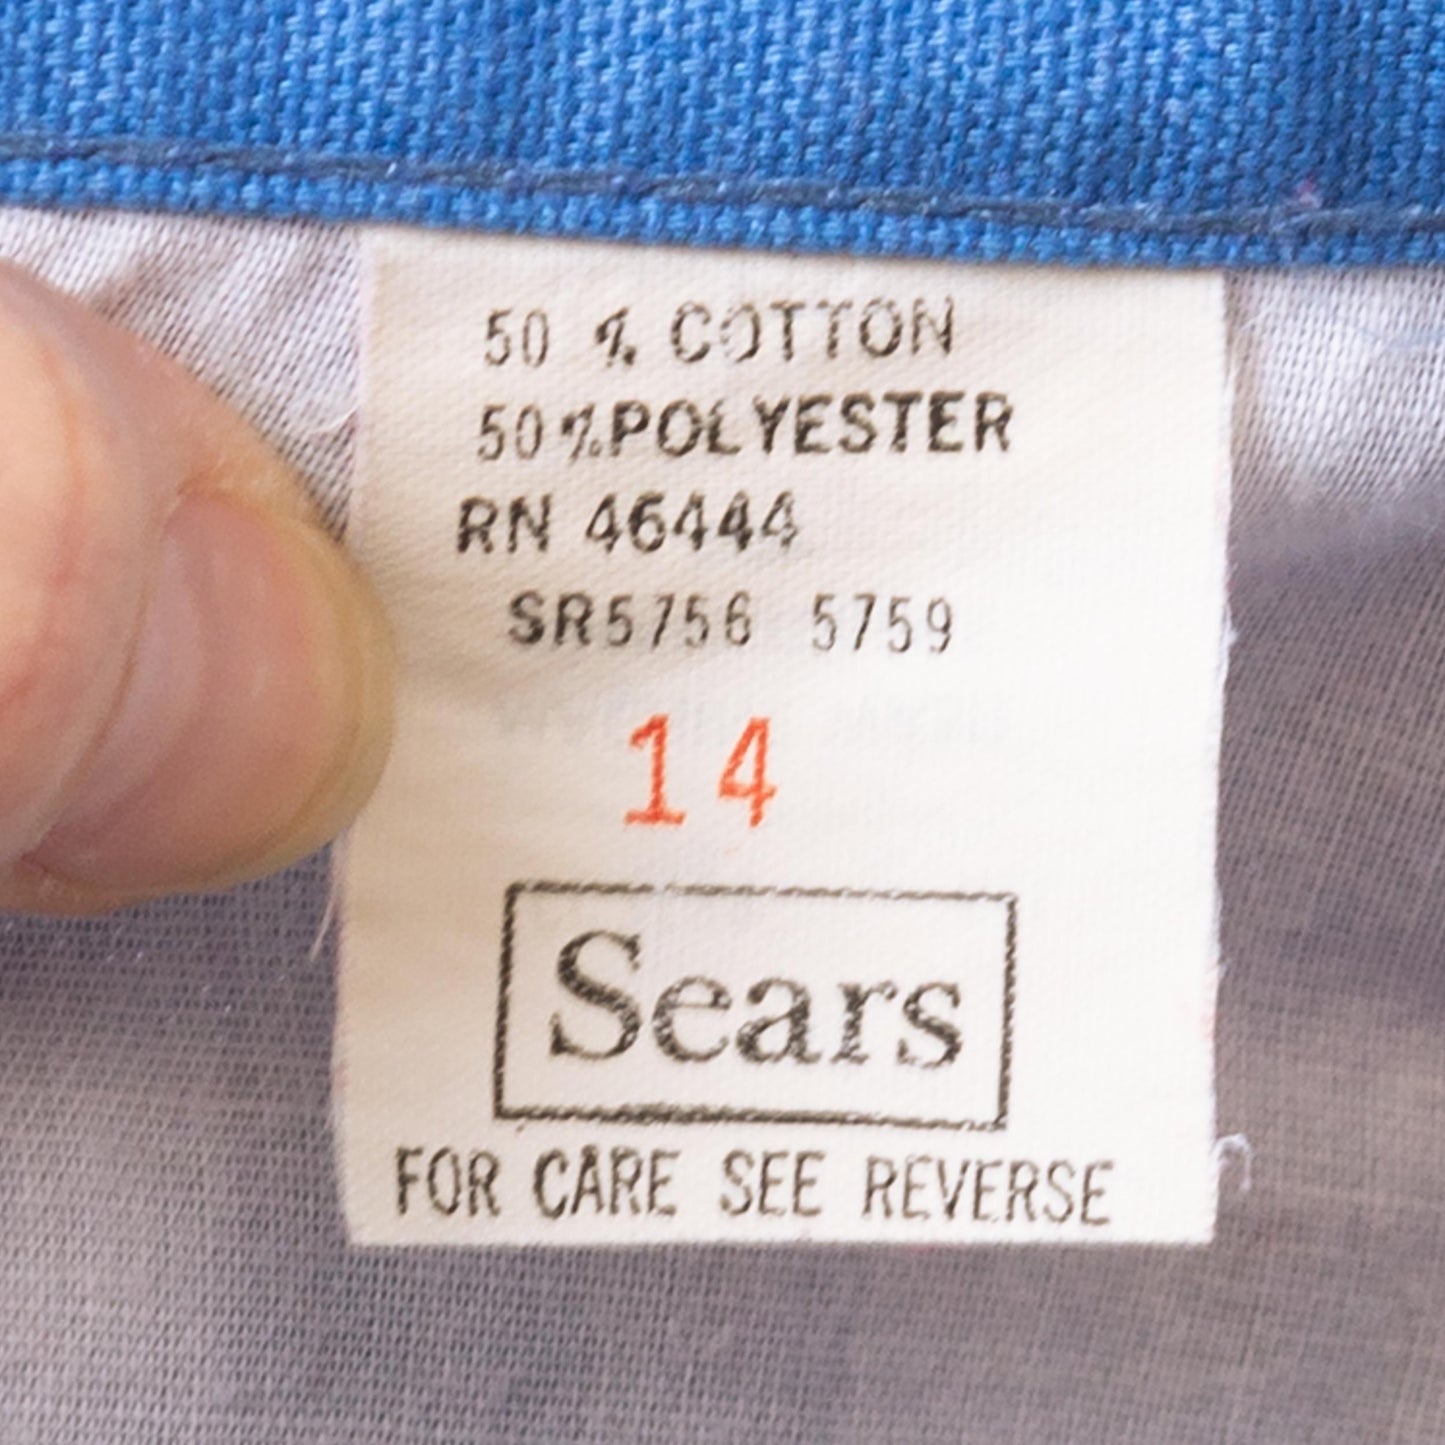 50 % COTTON
50%POLYESTER
RN 46444
SR5756 5759
14
Sears
FOR CARE SEE REVERSE